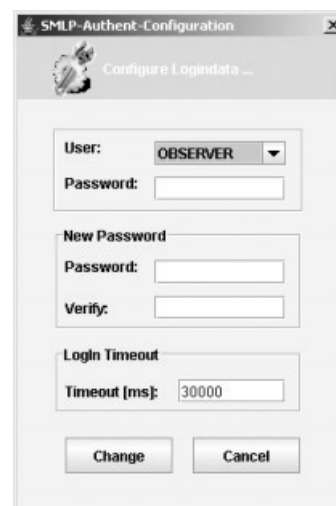 SMLP-Authent-Configuration
Configure Logindata ...
User: OBSERVER
Password:
New Password
Password:
Verify:
LogIn Timeout
Timeout [ms]: 30000
Change Cancel